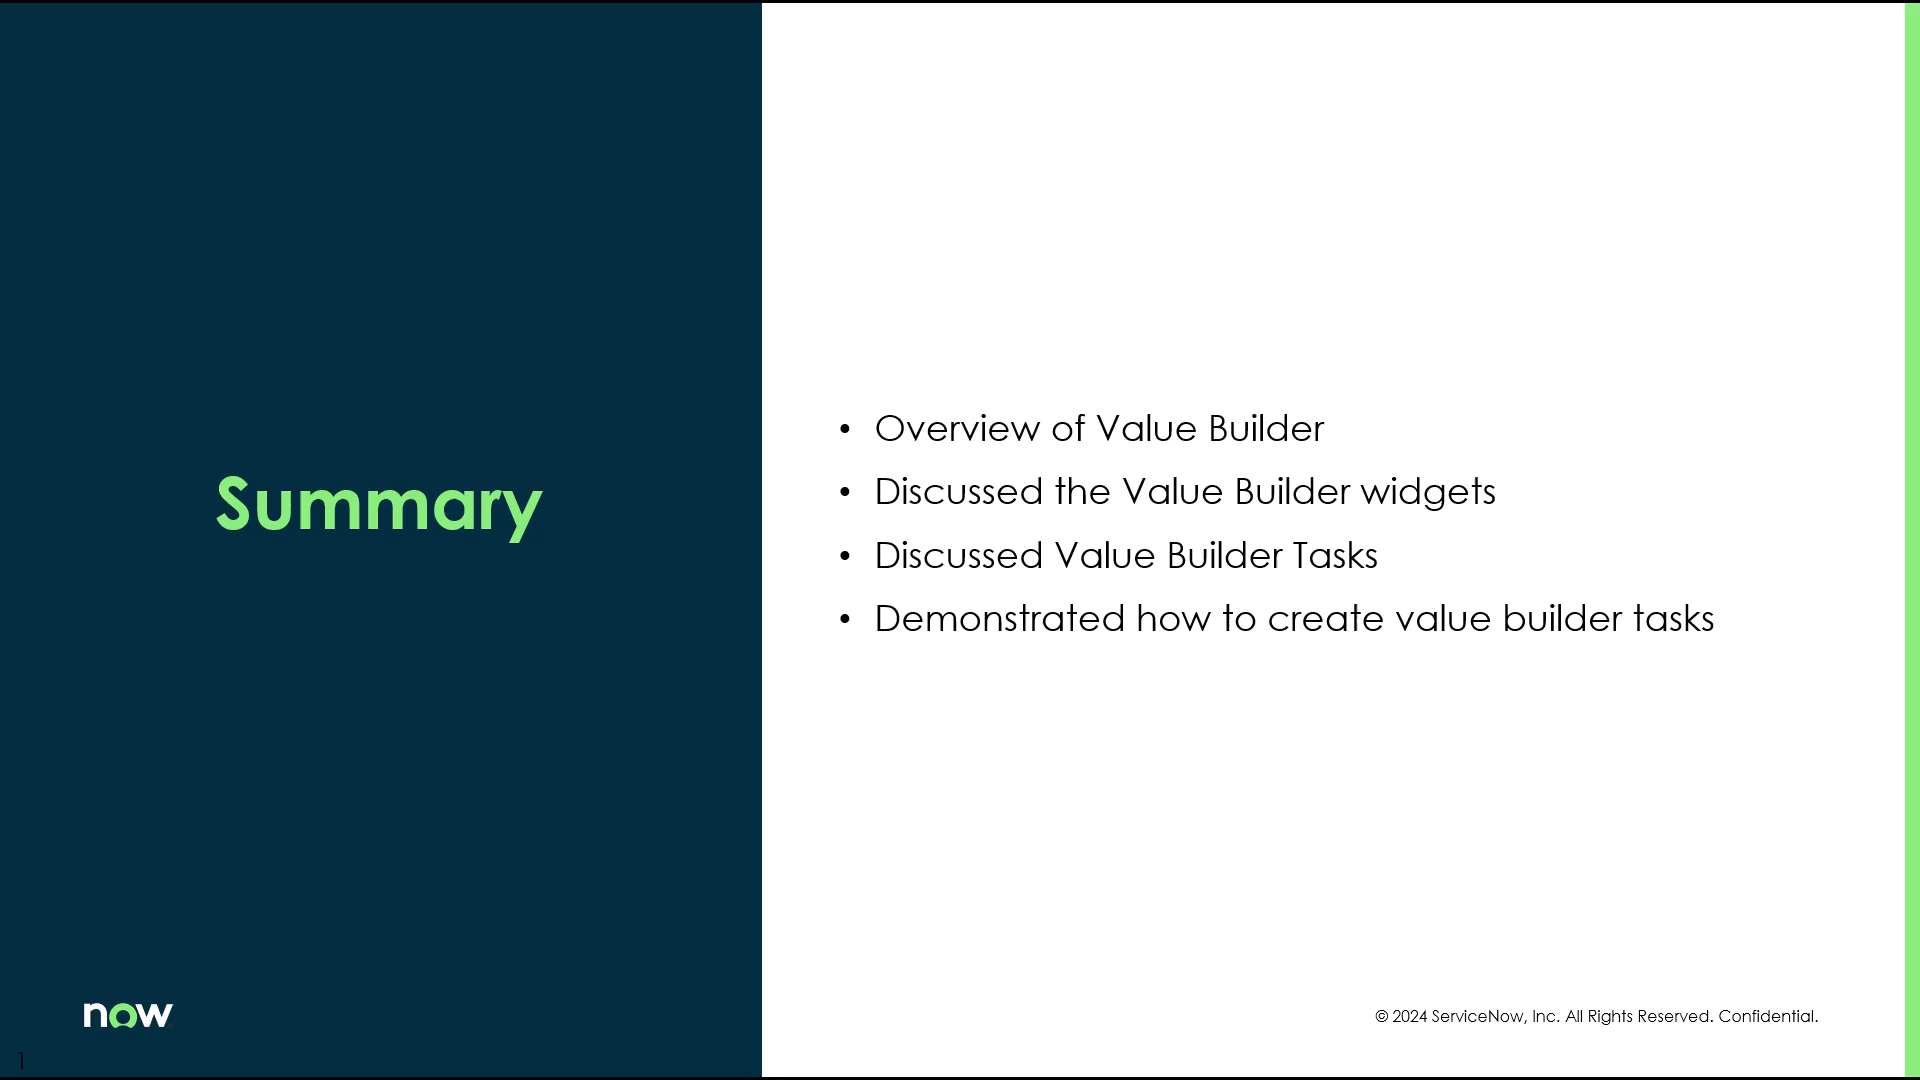 Summary
• Overview of Value Builder
• Discussed the Value Builder widgets
• Discussed Value Builder Tasks
• Demonstrated how to create value builder tasks
now
© 2024 ServiceNow, Inc. All Rights Reserved. Confidential.
1